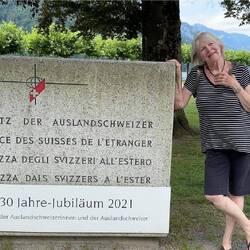 TZ DER AUSLANDSCHWEIZER
CE DES SUISSES DE L'ETRANGER
ZZA DEGLI SVIZZERI ALL'ESTERO
AZZA DALS SVIZZERS A L'ESTER
30 Jahre-Jubiläum 2021
der Auslandschweizerinnen und der Auslandschweizer